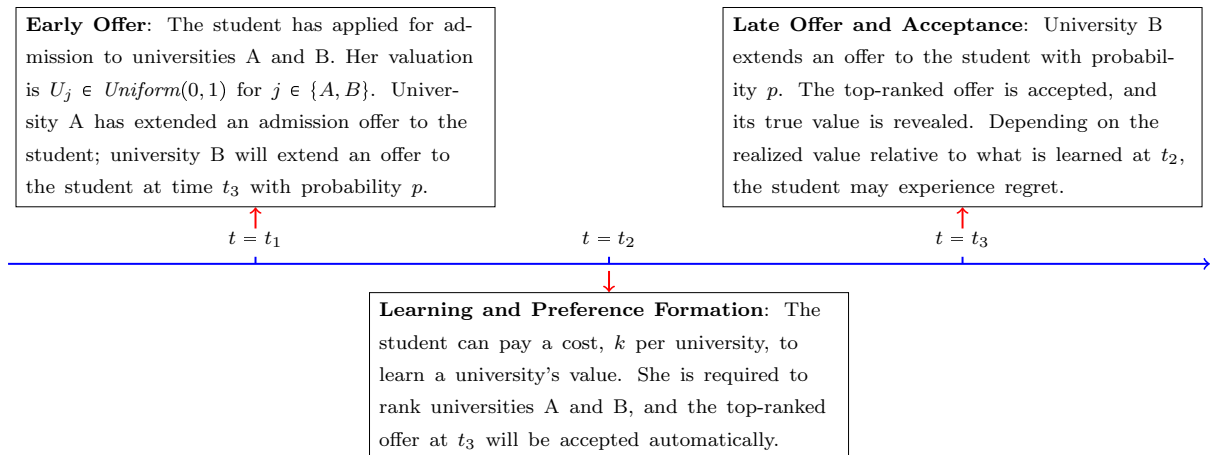 Early Offer: The student has applied for ad-
mission to universities A and B. Her valuation
is U_j ∈ Uniform(0, 1) for j ∈ {A, B}. Univer-
sity A has extended an admission offer to the
student; university B will extend an offer to
the student at time t_3 with probability p.
Late Offer and Acceptance: University B
extends an offer to the student with probabil-
ity p. The top-ranked offer is accepted, and
its true value is revealed. Depending on the
realized value relative to what is learned at t_2,
the student may experience regret.
t = t_1
t = t_2
t = t_3
Learning and Preference Formation: The
student can pay a cost, k per university, to
learn a university's value. She is required to
rank universities A and B, and the top-ranked
offer at t_3 will be accepted automatically.